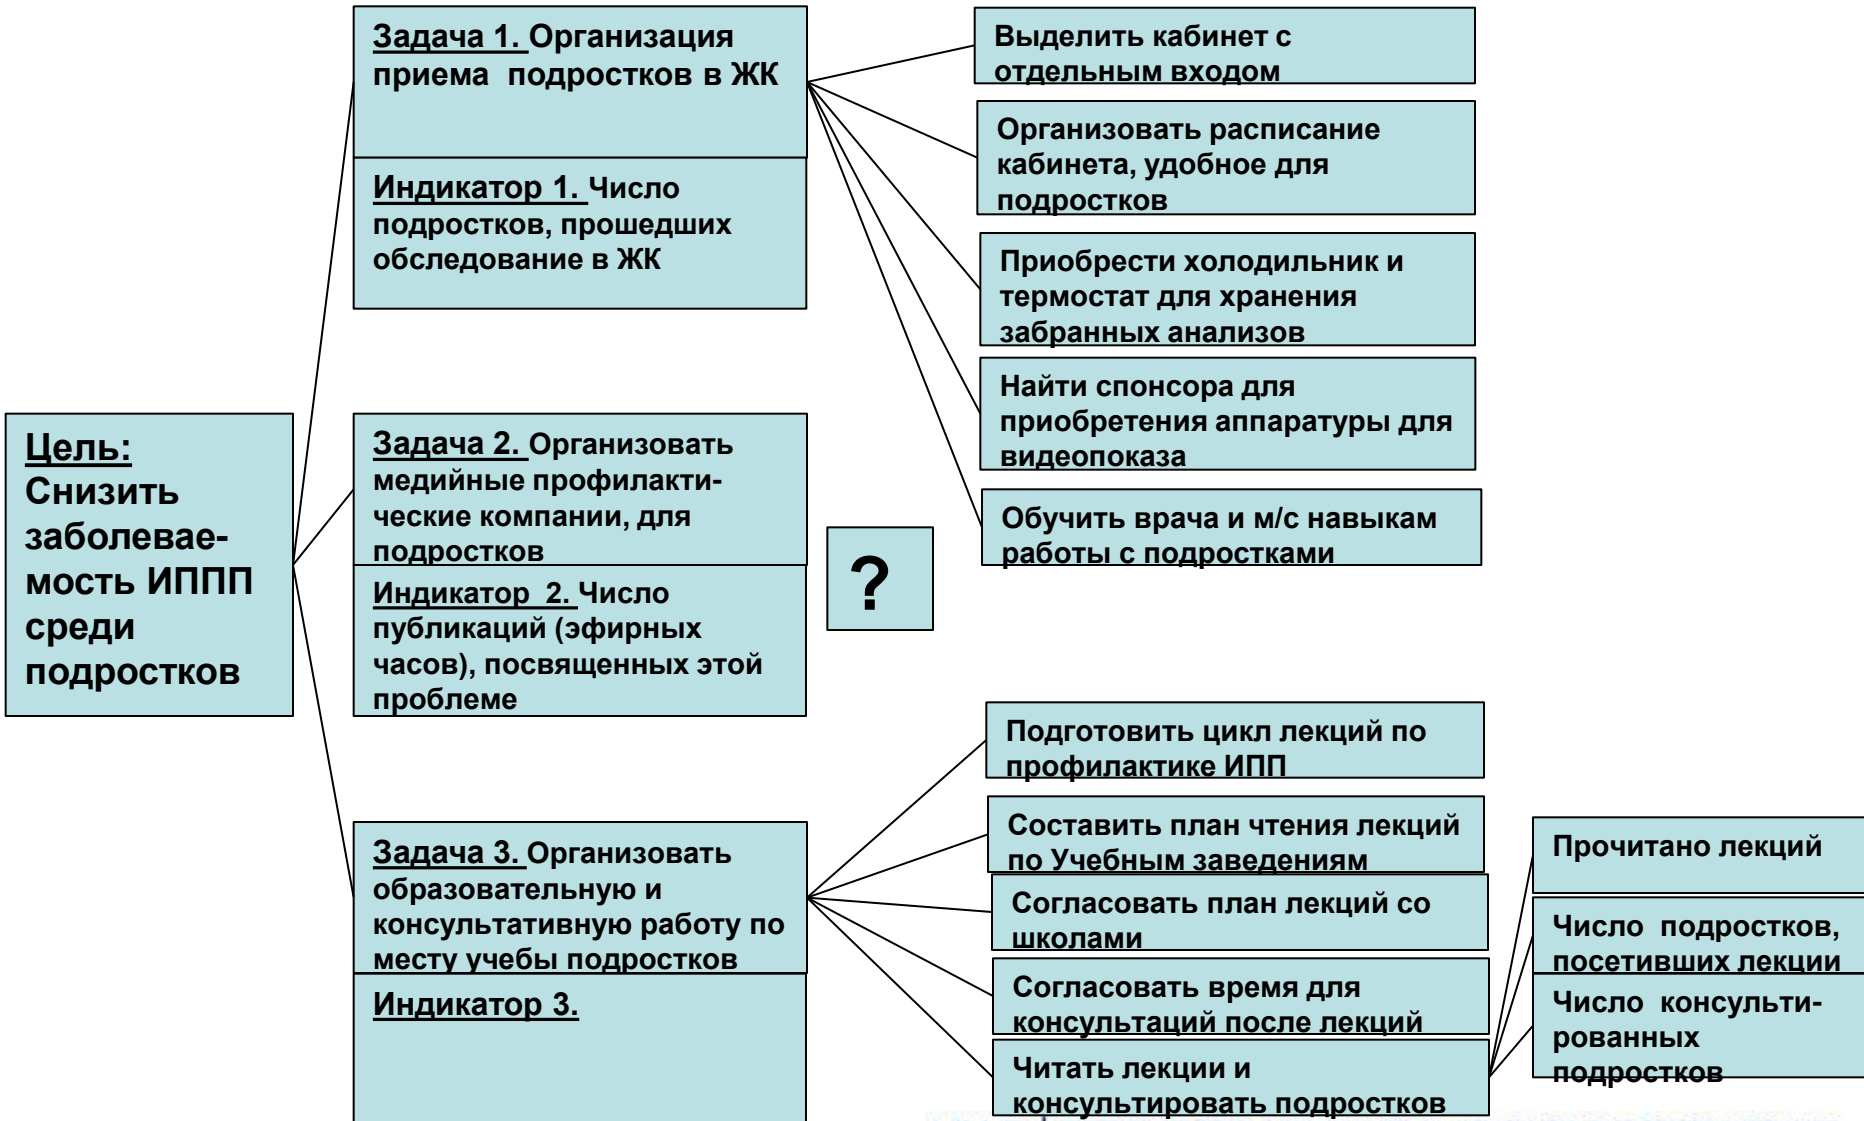 Цель:
Снизить
заболевае-
мость ИППП
среди
подростков
Задача 1. Организация
приема подростков в ЖК
Индикатор 1. Число
подростков, прошедших
обследование в ЖК
Выделить кабинет с
отдельным входом
Организовать расписание
кабинета, удобное для
подростков
Приобрести холодильник и
термостат для хранения
забранных анализов
Найти спонсора для
приобретения аппаратуры для
видеопоказа
Обучить врача и м/с навыкам
работы с подростками
Задача 2. Организовать
медийные профилакти-
ческие компании, для
подростков
Индикатор 2. Число
публикаций (эфирных
часов), посвященных этой
проблеме
?
Задача 3. Организовать
образовательную и
консультативную работу по
месту учебы подростков
Индикатор 3.
Подготовить цикл лекций по
профилактике ИПП
Составить план чтения лекций
по Учебным заведениям
Согласовать план лекций со
школами
Согласовать время для
консультаций после лекций
Читать лекции и
консультировать подростков
Прочитано лекций
Число подростков,
посетивших лекции
Число консульти-
рованных
подростков